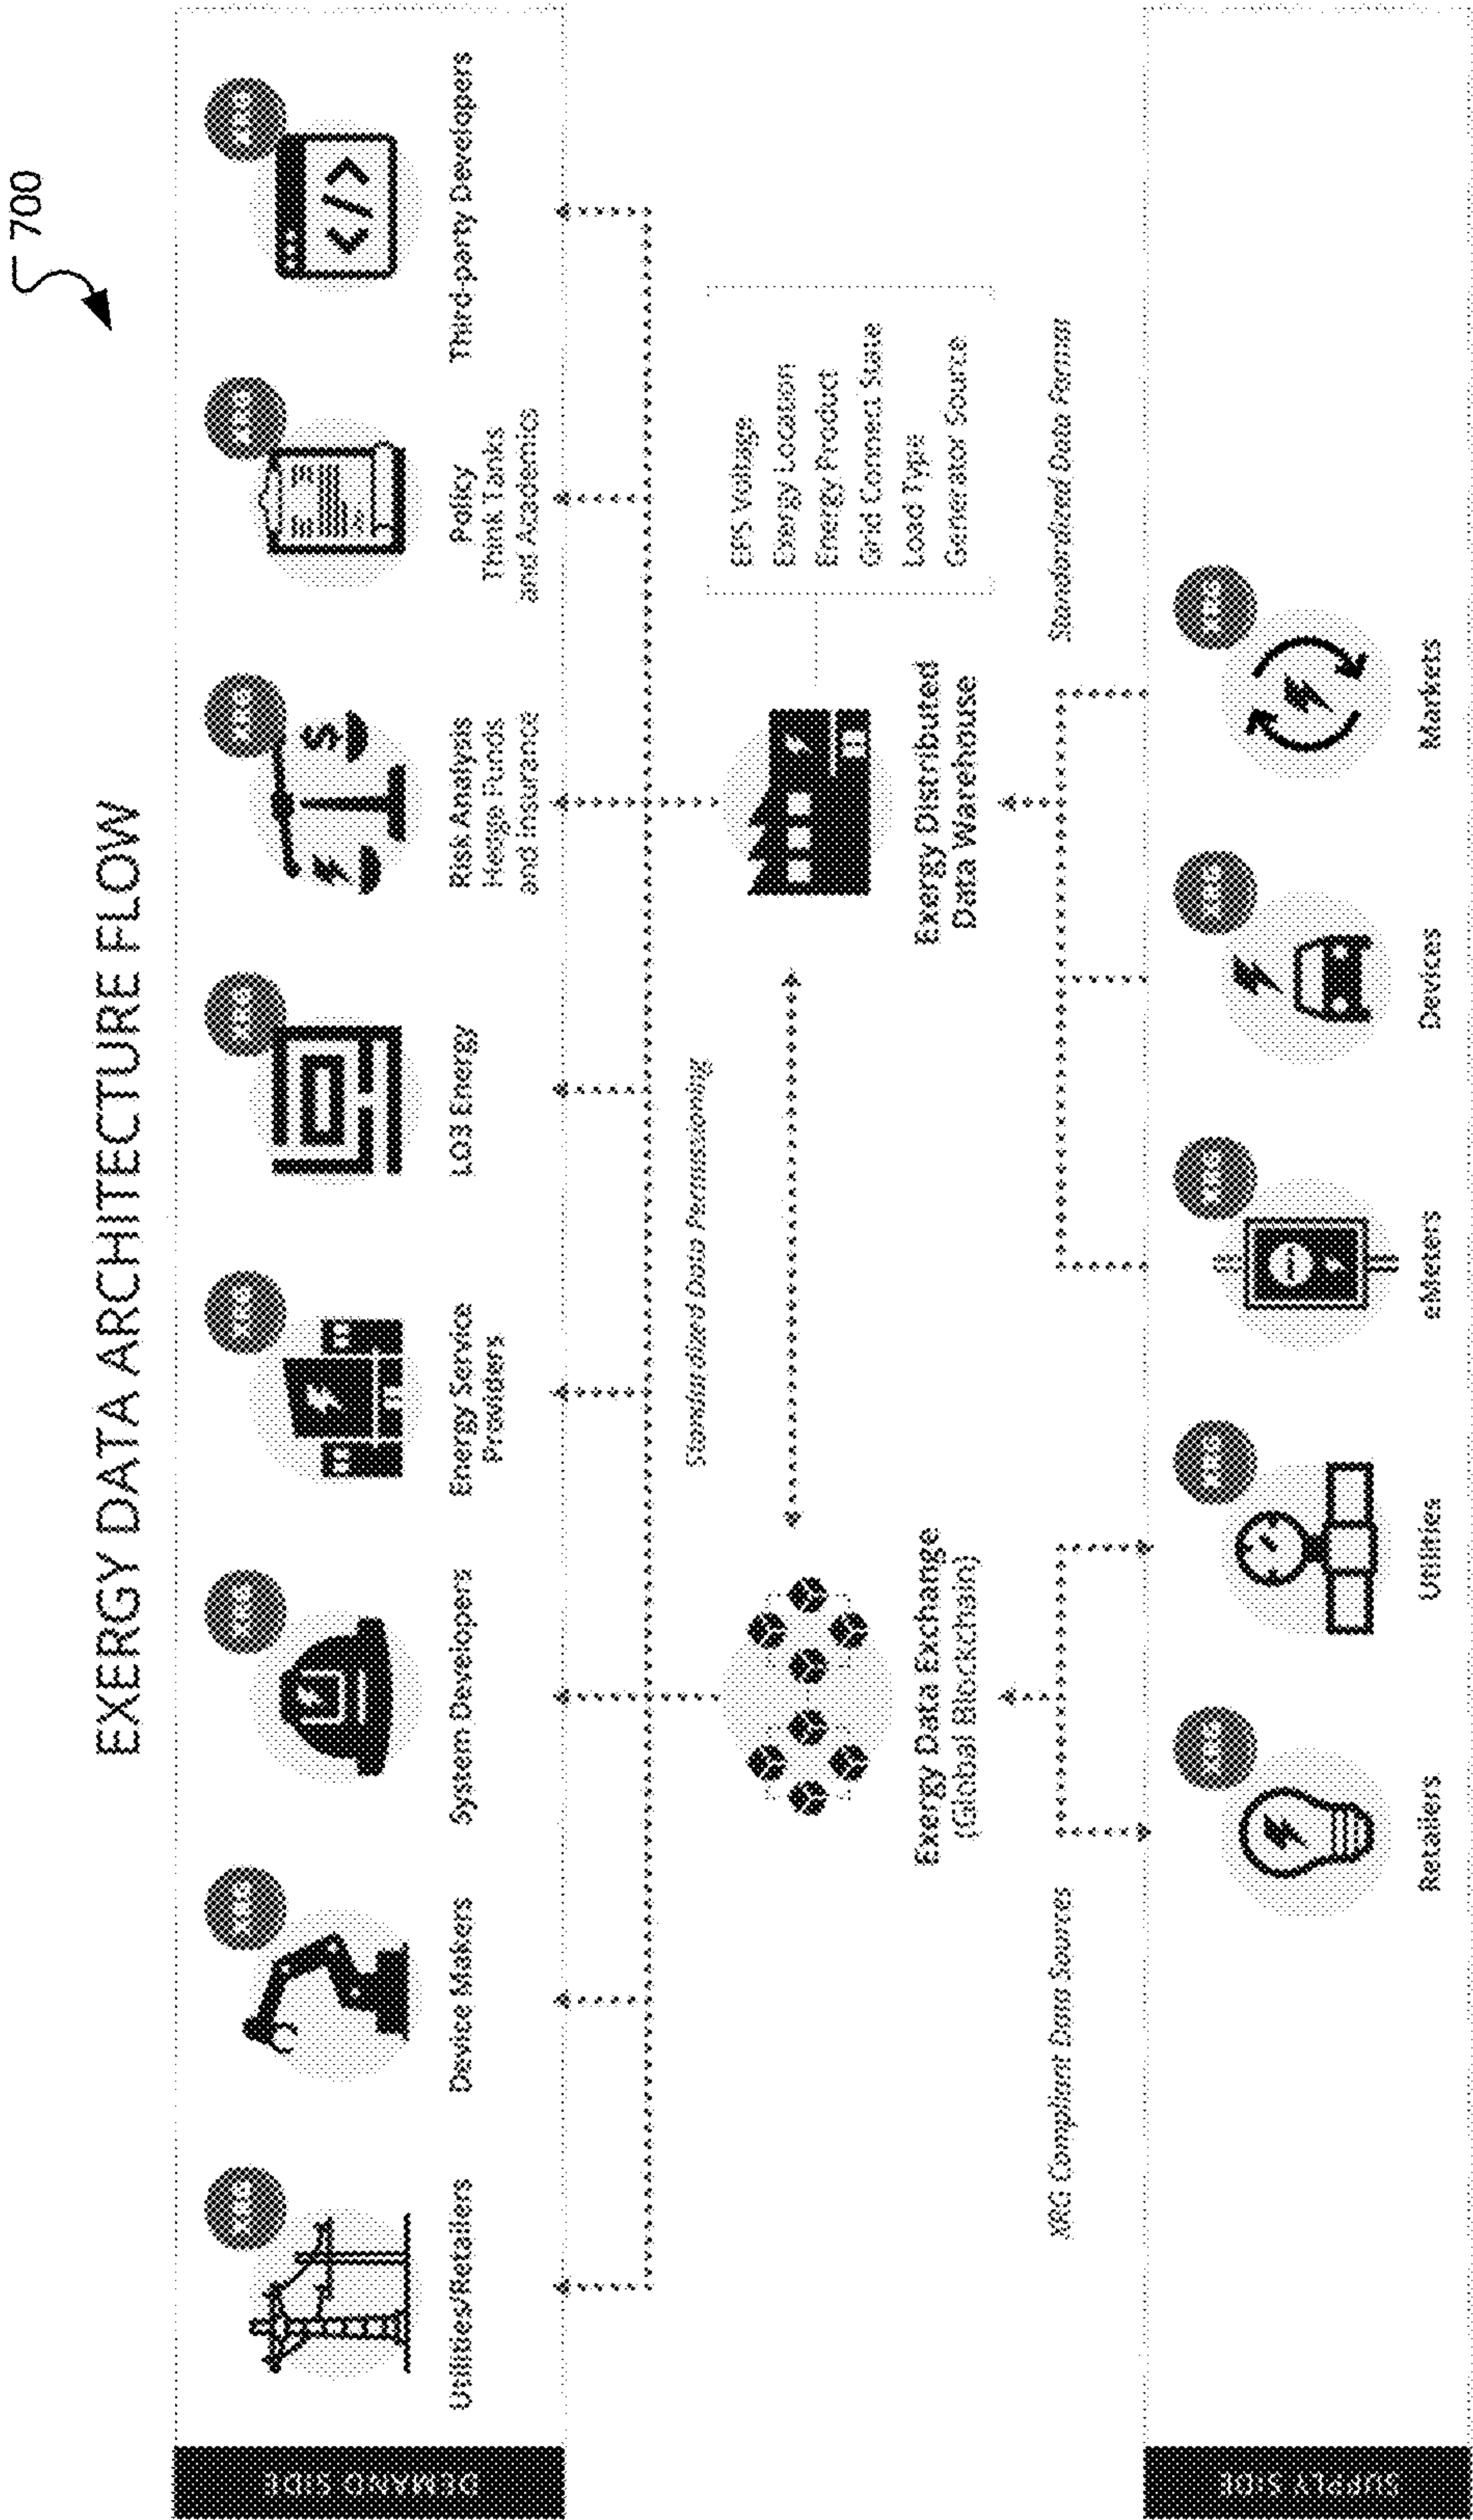 700
EXERGY DATA ARCHITECTURE FLOW
DEMAND SIDE
Utilities/Retailers
Device Makers
System Developers
Energy Service
Providers
LO3 Energy
Risk Analysis
Hedge Funds
and Insurance
Policy
Think Tanks
and Academics
Third-party Developers
Standardized Data Permissioning
Exergy Data Exchange
(Global Blockchain)
Exergy Distributed
Data Warehouse
EPS Voltage
Energy Location
Energy Product
Grid Connect State
Load Type
Generator Source
XRG Compliant Data Sources
Standardized Data Format
SUPPLY SIDE
Retailers
Utilities
eMeters
Devices
Markets